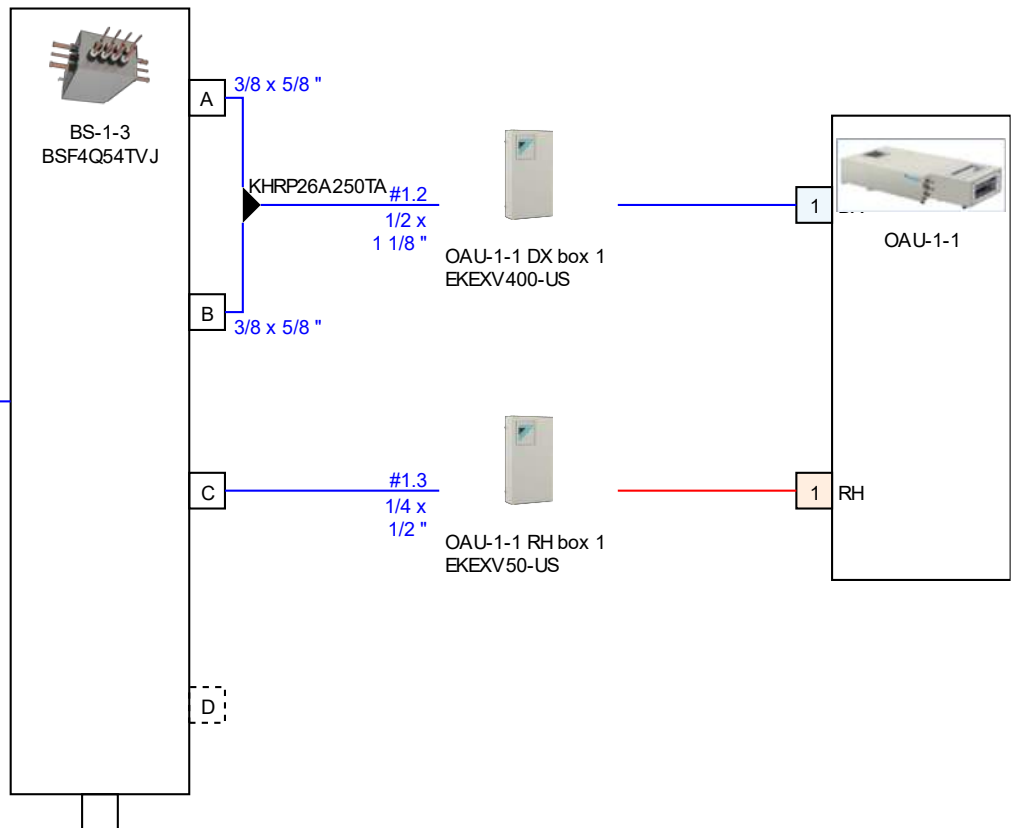 BS-1-3
BSF4Q54TVJ
A
3/8 x 5/8 "
KHRP26A250TA
#1.2
1/2 x
1 1/8 "
OAU-1-1 DX box 1
EKEXV400-US
1
OAU-1-1
B
3/8 x 5/8 "
C
#1.3
1/4 x
1/2 "
OAU-1-1 RH box 1
EKEXV50-US
1
RH
D